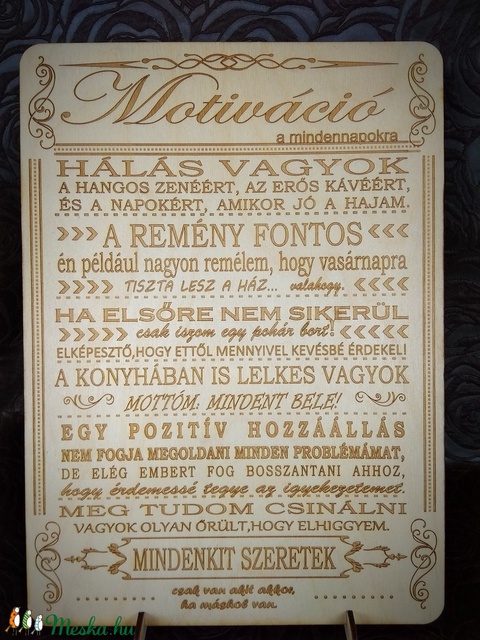 Motiváció
a mindennapokra
HÁLÁS VAGYOK
A HANGOS ZENÉÉRT, AZ ERŐS KÁVÉÉRT,
ÉS A NAPOKÉRT, AMIKOR JÓ A HAJAM.
A REMÉNY FONTOS
én például nagyon remélem, hogy vasárnapra
TISZTA LESZ A HÁZ... valahogy.
HA ELSŐRE NEM SIKERÜL
csak iszom egy pohár bort!
ELKÉPESZTŐ,HOGY ETTŐL MENNYIVEL KEVÉSBÉ ÉRDEKEL!
A KONYHÁBAN IS LELKES VAGYOK
MOTTÓM: MINDENT BELE!
EGY POZITÍV HOZZÁÁLLÁS
NEM FOGJA MEGOLDANI MINDEN PROBLÉMÁMAT,
DE ELÉG EMBERT FOG BOSSZANTANI AHHOZ,
hogy érdemessé tegye az igyekezetemet.
MEG TUDOM CSINÁLNI
VAGYOK OLYAN ŐRÜLT,HOGY ELHIGGYEM.
MINDENKIT SZERETEK
csak van akit akkor,
ha máshol van.
Meska.hu